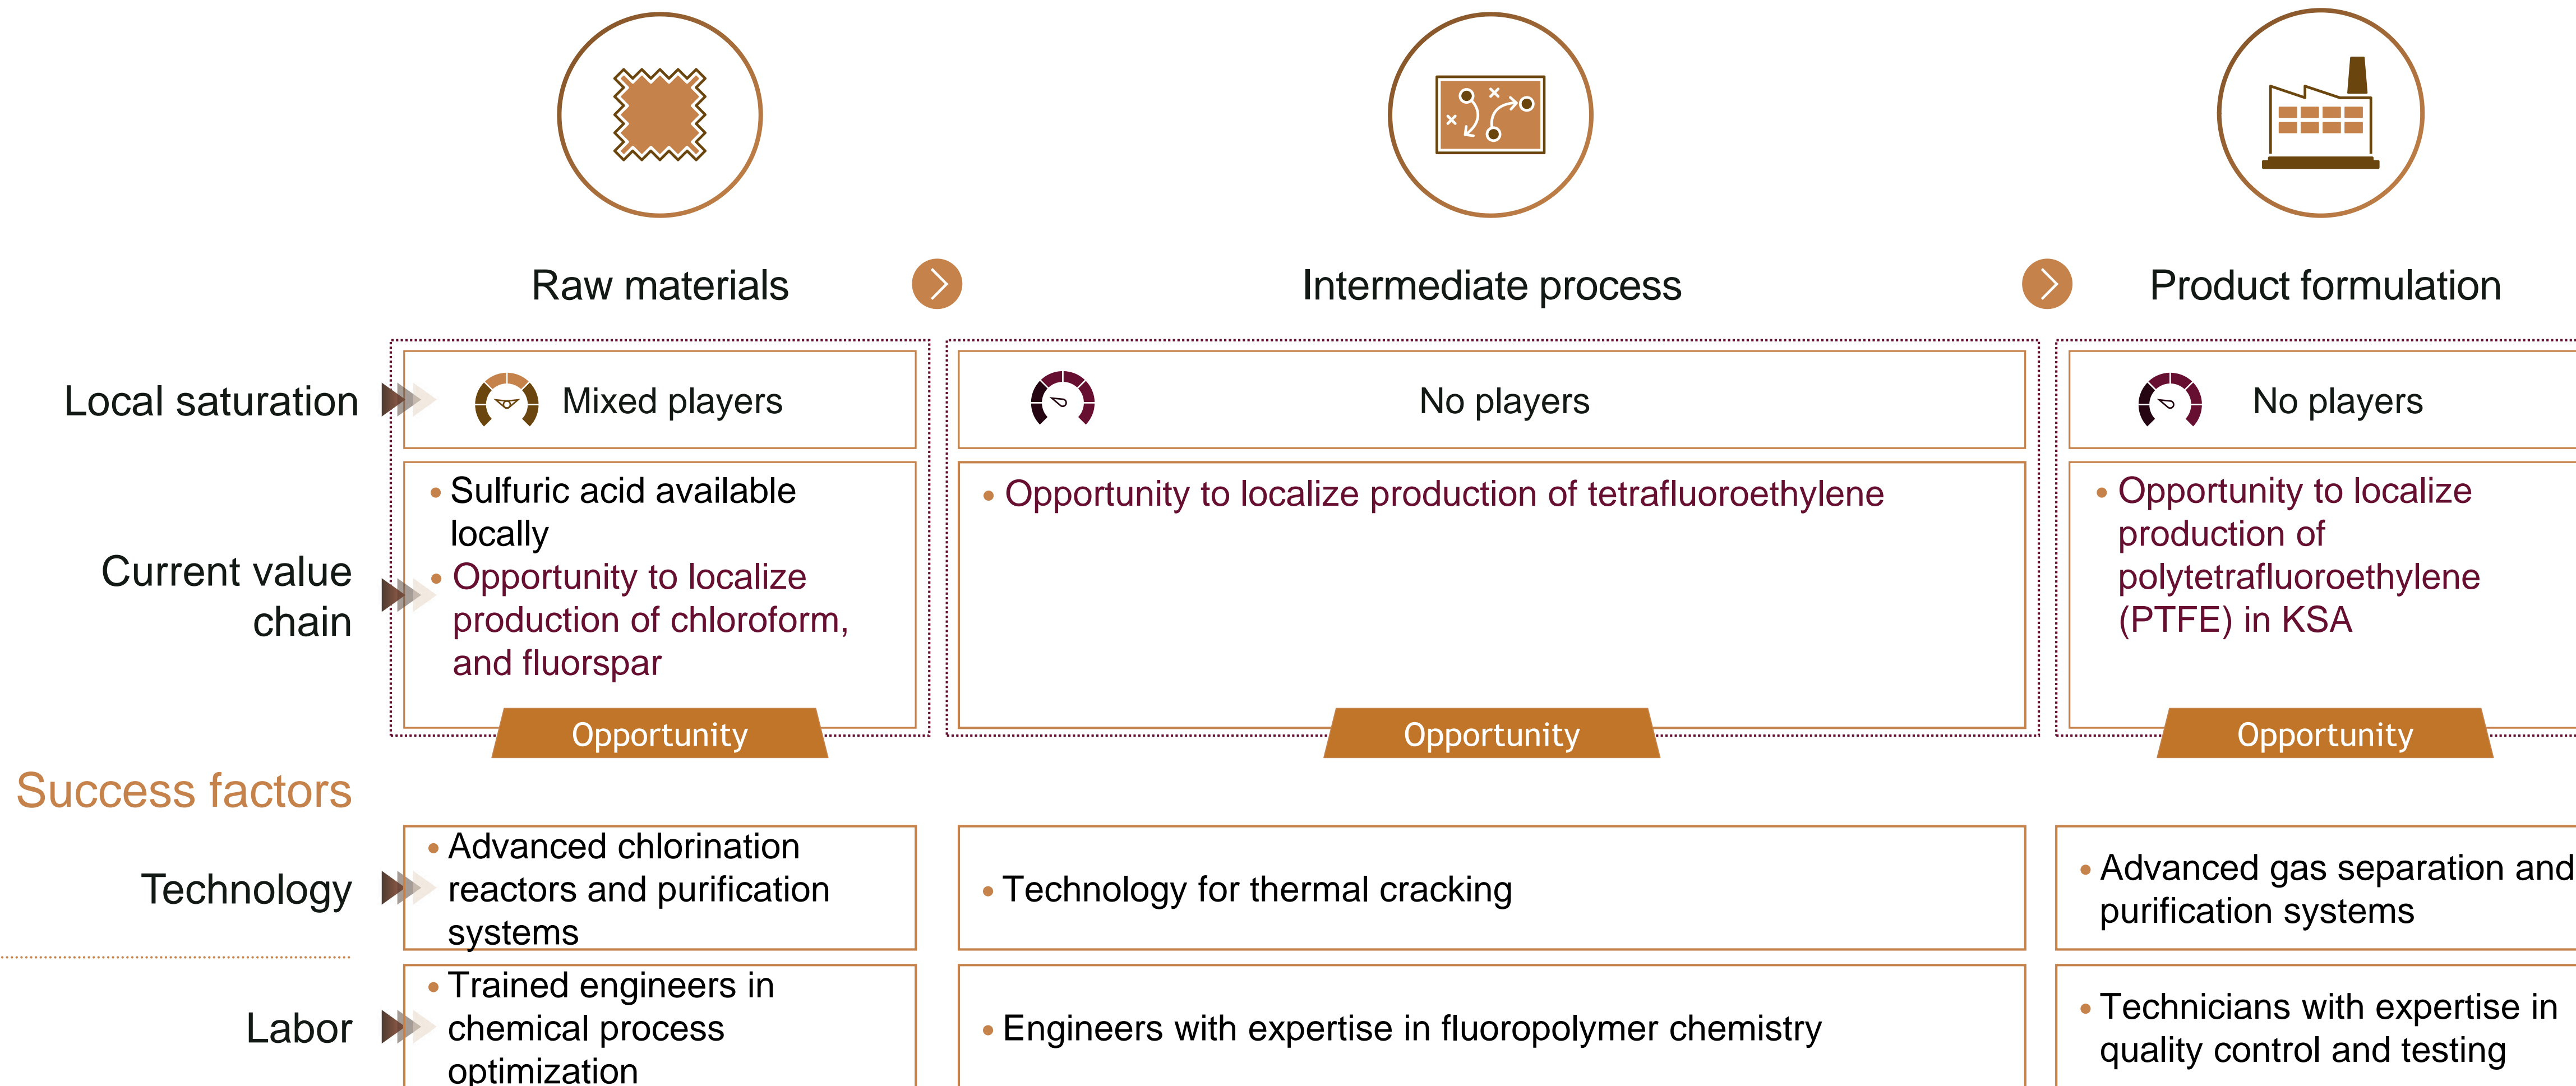 Raw materials
Intermediate process
Product formulation
Local saturation
Mixed players
No players
No players
Current value
chain
• Sulfuric acid available
locally
• Opportunity to localize
production of chloroform,
and fluorspar
Opportunity
• Opportunity to localize production of tetrafluoroethylene
Opportunity
• Opportunity to localize
production of
polytetrafluoroethylene
(PTFE) in KSA
Opportunity
Success factors
Technology
• Advanced chlorination
reactors and purification
systems
• Technology for thermal cracking
• Advanced gas separation and
purification systems
Labor
• Trained engineers in
chemical process
optimization
• Engineers with expertise in fluoropolymer chemistry
• Technicians with expertise in
quality control and testing